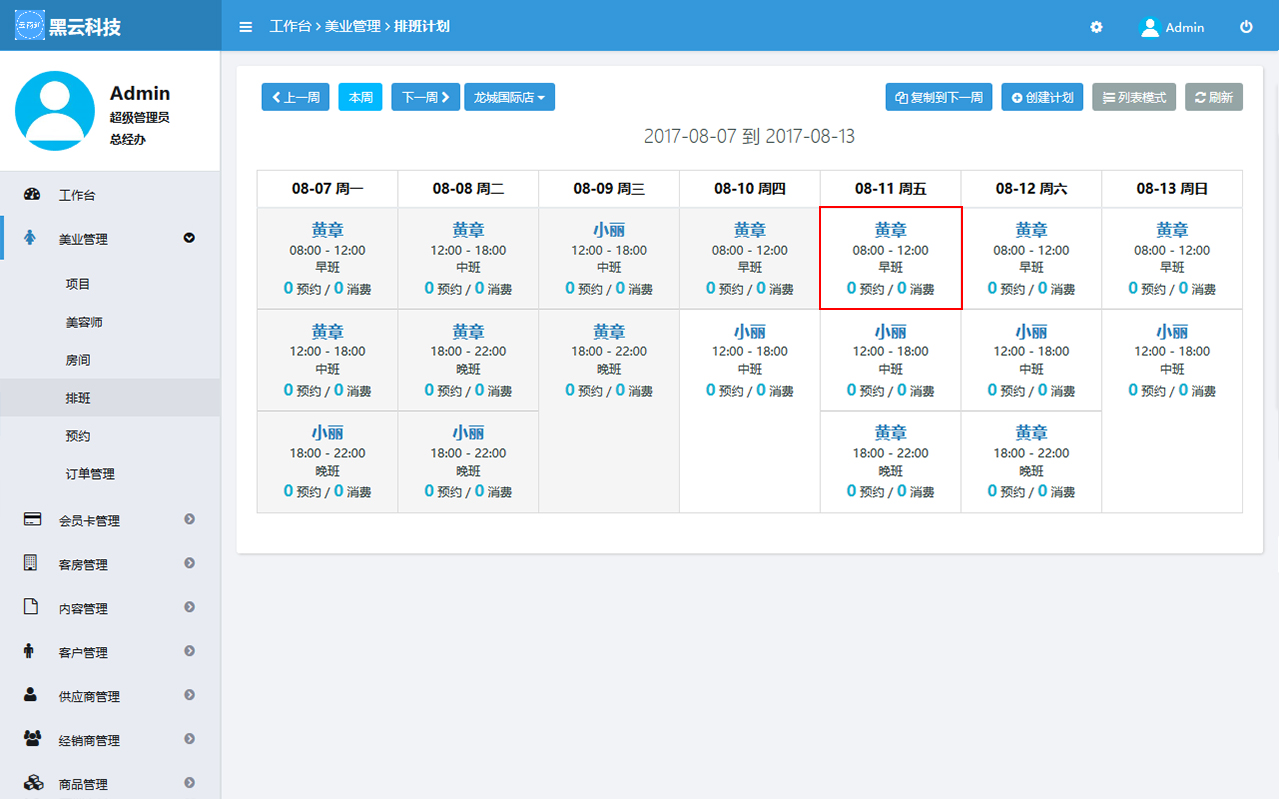 黑云科技
工作台 > 美业管理 > 排班计划
Admin
Admin
超级管理员
总经办
工作台
美业管理
项目
美容师
房间
排班
预约
订单管理
会员卡管理
客房管理
内容管理
客户管理
供应商管理
经销商管理
商品管理
上一周 本周 下一周 龙城国际店 复制到下一周 创建计划 列表模式 刷新
2017-08-07 到 2017-08-13
08-07 周一 08-08 周二 08-09 周三 08-10 周四 08-11 周五 08-12 周六 08-13 周日
黄章 黄章 小丽 黄章 黄章 黄章 黄章
08:00 - 12:00 12:00 - 18:00 12:00 - 18:00 08:00 - 12:00 08:00 - 12:00 08:00 - 12:00 08:00 - 12:00
早班 中班 中班 早班 早班 早班 早班
0 预约 / 0 消费 0 预约 / 0 消费 0 预约 / 0 消费 0 预约 / 0 消费 0 预约 / 0 消费 0 预约 / 0 消费 0 预约 / 0 消费
黄章 黄章 黄章 小丽 小丽 小丽 小丽
12:00 - 18:00 18:00 - 22:00 18:00 - 22:00 12:00 - 18:00 12:00 - 18:00 12:00 - 18:00 12:00 - 18:00
中班 晚班 晚班 中班 中班 中班 中班
0 预约 / 0 消费 0 预约 / 0 消费 0 预约 / 0 消费 0 预约 / 0 消费 0 预约 / 0 消费 0 预约 / 0 消费 0 预约 / 0 消费
小丽 小丽 黄章 黄章
18:00 - 22:00 18:00 - 22:00 18:00 - 22:00 18:00 - 22:00
晚班 晚班 晚班 晚班
0 预约 / 0 消费 0 预约 / 0 消费 0 预约 / 0 消费 0 预约 / 0 消费